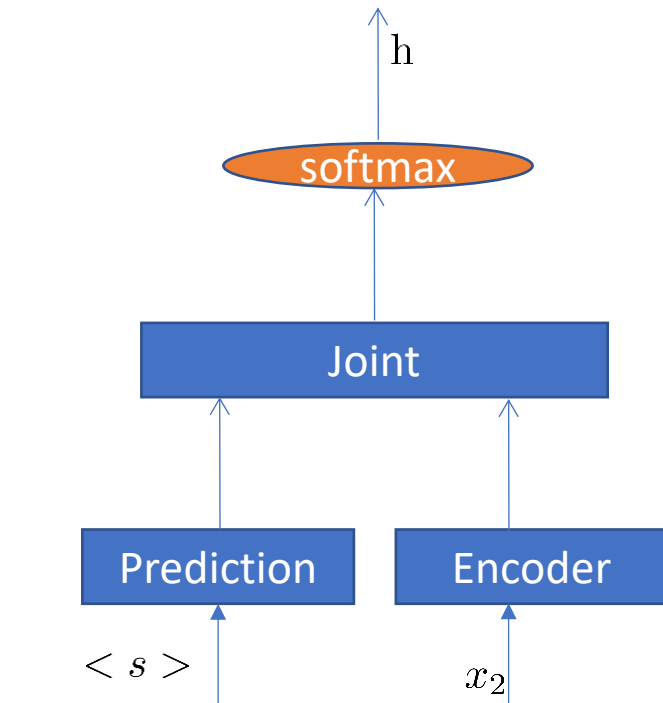 h
softmax
Joint
Prediction Encoder
< s > x₂